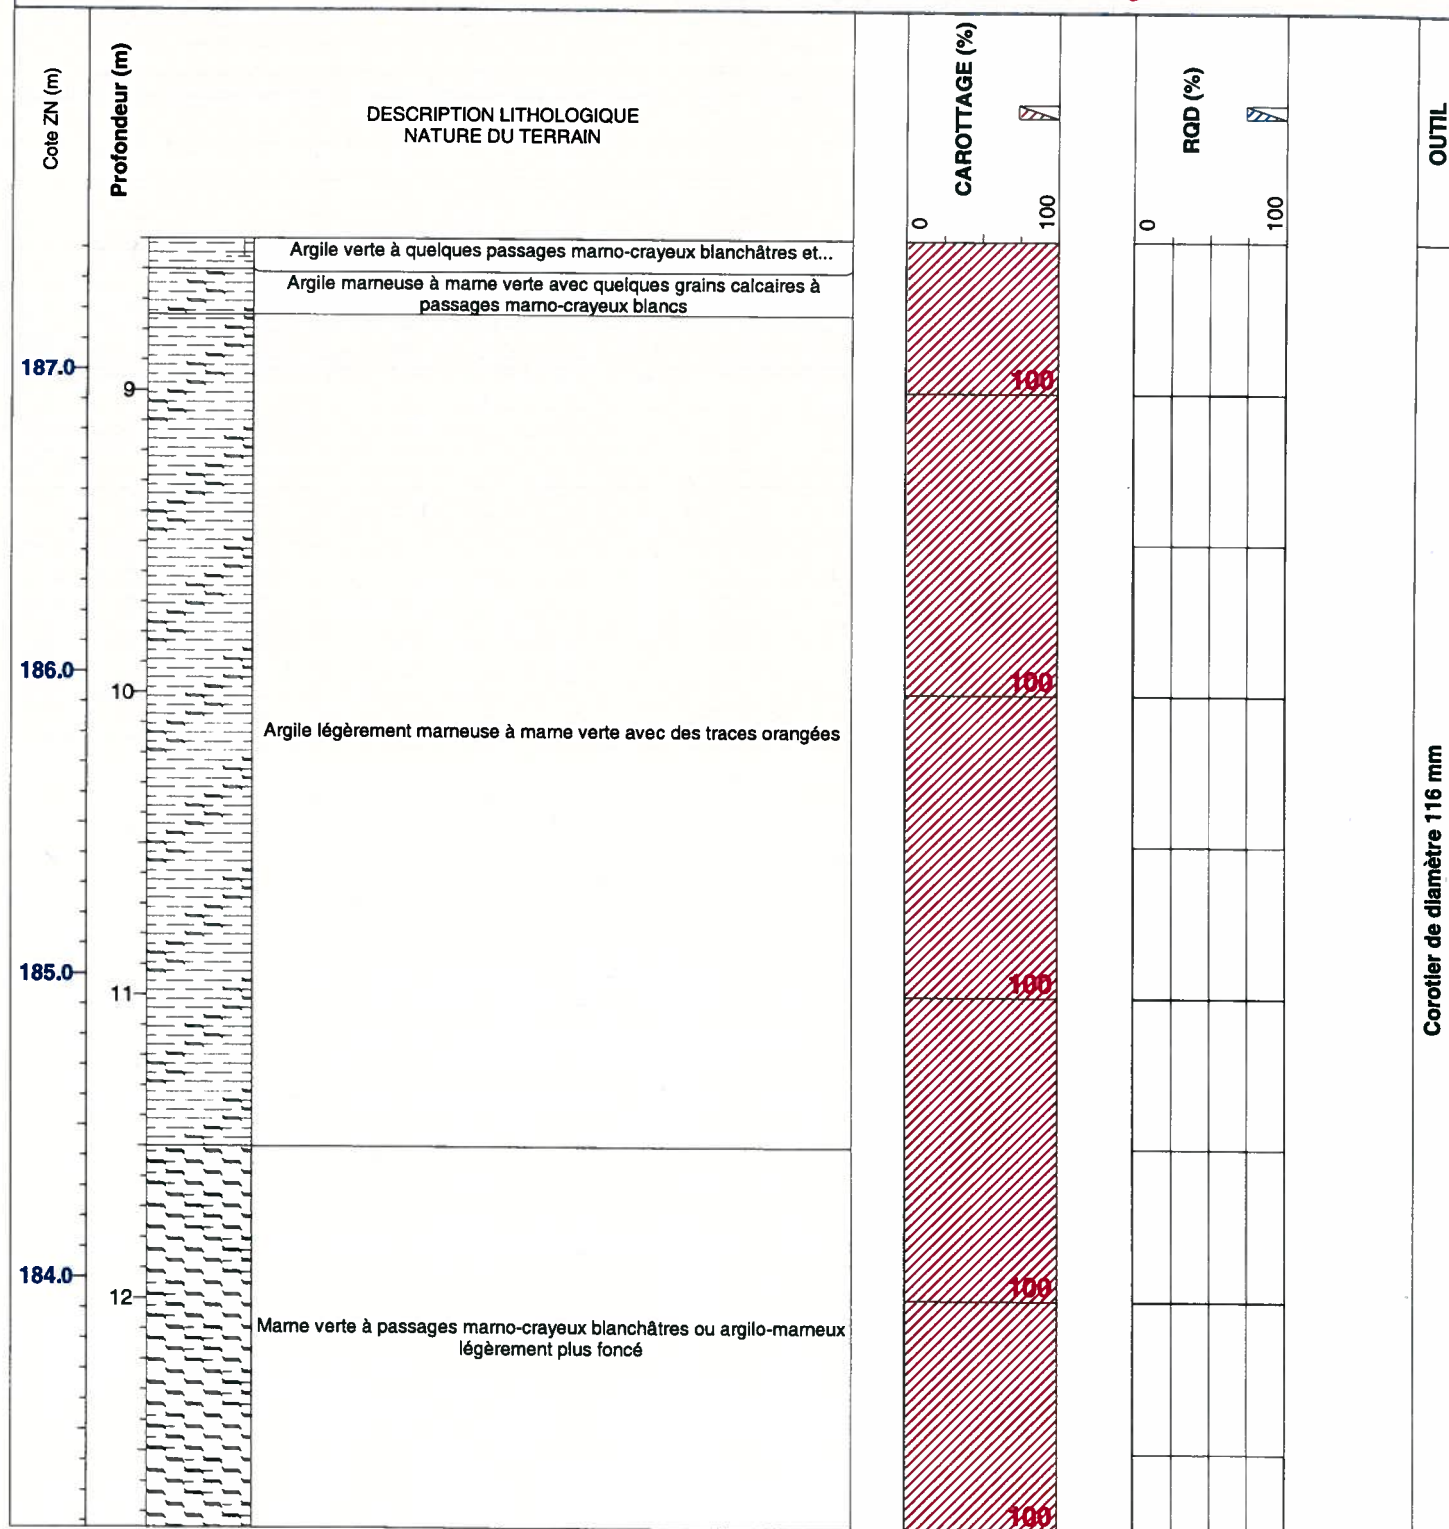 Cote ZN (m)
Profondeur (m)
DESCRIPTION LITHOLOGIQUE
NATURE DU TERRAIN
CAROTTAGE (%)
0
100
RQD (%)
0
100
OUTIL
Argile verte à quelques passages marno-crayeux blanchâtres et...
Argile marneuse à marne verte avec quelques grains calcaires à
passages marno-crayeux blancs
187.0
9
100
186.0
10
100
Argile légèrement marneuse à marne verte avec des traces orangées
185.0
11
100
Corotier de diamètre 116 mm
184.0
12
100
Marne verte à passages marno-crayeux blanchâtres ou argilo-marneux
légèrement plus foncé
100